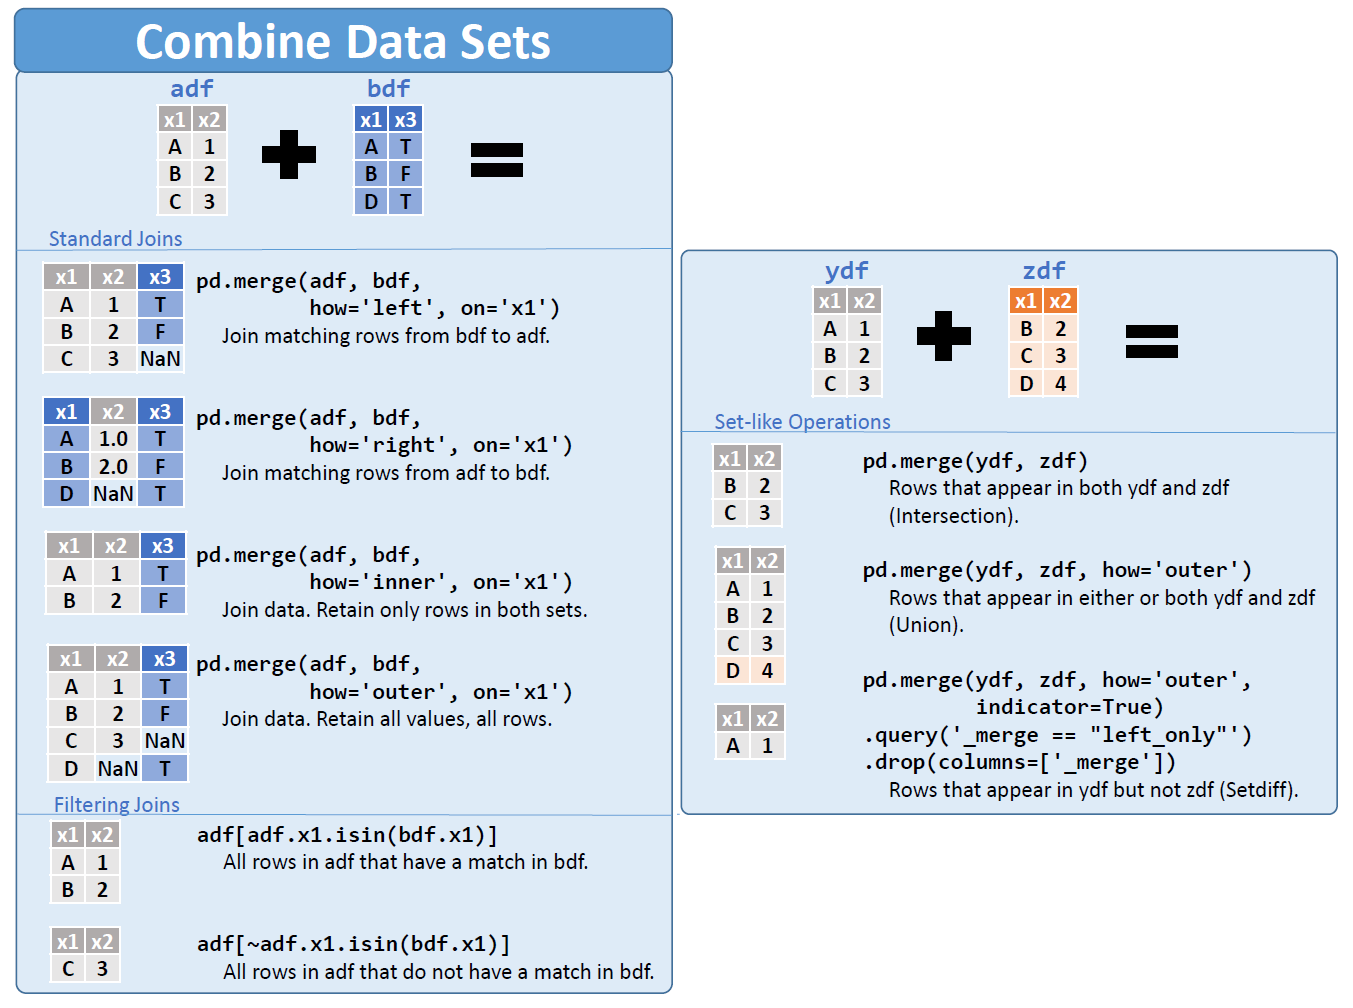 Combine Data Sets
adf bdf
x1 x2 x1 x3
A 1 A T
B 2 B F
C 3 D T
Standard Joins
x1 x2 x3
A 1 T
B 2 F
C 3 NaN
pd.merge(adf, bdf,
how='left', on='x1')
Join matching rows from bdf to adf.
x1 x2 x3
A 1.0 T
B 2.0 F
D NaN T
pd.merge(adf, bdf,
how='right', on='x1')
Join matching rows from adf to bdf.
x1 x2 x3
A 1 T
B 2 F
pd.merge(adf, bdf,
how='inner', on='x1')
Join data. Retain only rows in both sets.
x1 x2 x3
A 1 T
B 2 F
C 3 NaN
D NaN T
pd.merge(adf, bdf,
how='outer', on='x1')
Join data. Retain all values, all rows.
Filtering Joins
x1 x2
A 1
B 2
adf[adf.x1.isin(bdf.x1)]
All rows in adf that have a match in bdf.
x1 x2
C 3
adf[~adf.x1.isin(bdf.x1)]
All rows in adf that do not have a match in bdf.
ydf zdf
x1 x2 x1 x2
A 1 B 2
B 2 C 3
C 3 D 4
Set-like Operations
x1 x2
B 2
C 3
pd.merge(ydf, zdf)
Rows that appear in both ydf and zdf
(Intersection).
x1 x2
A 1
B 2
C 3
D 4
pd.merge(ydf, zdf, how='outer')
Rows that appear in either or both ydf and zdf
(Union).
x1 x2
A 1
pd.merge(ydf, zdf, how='outer',
indicator=True)
.query('_merge == "left_only"')
.drop(columns=['_merge'])
Rows that appear in ydf but not zdf (Setdiff).